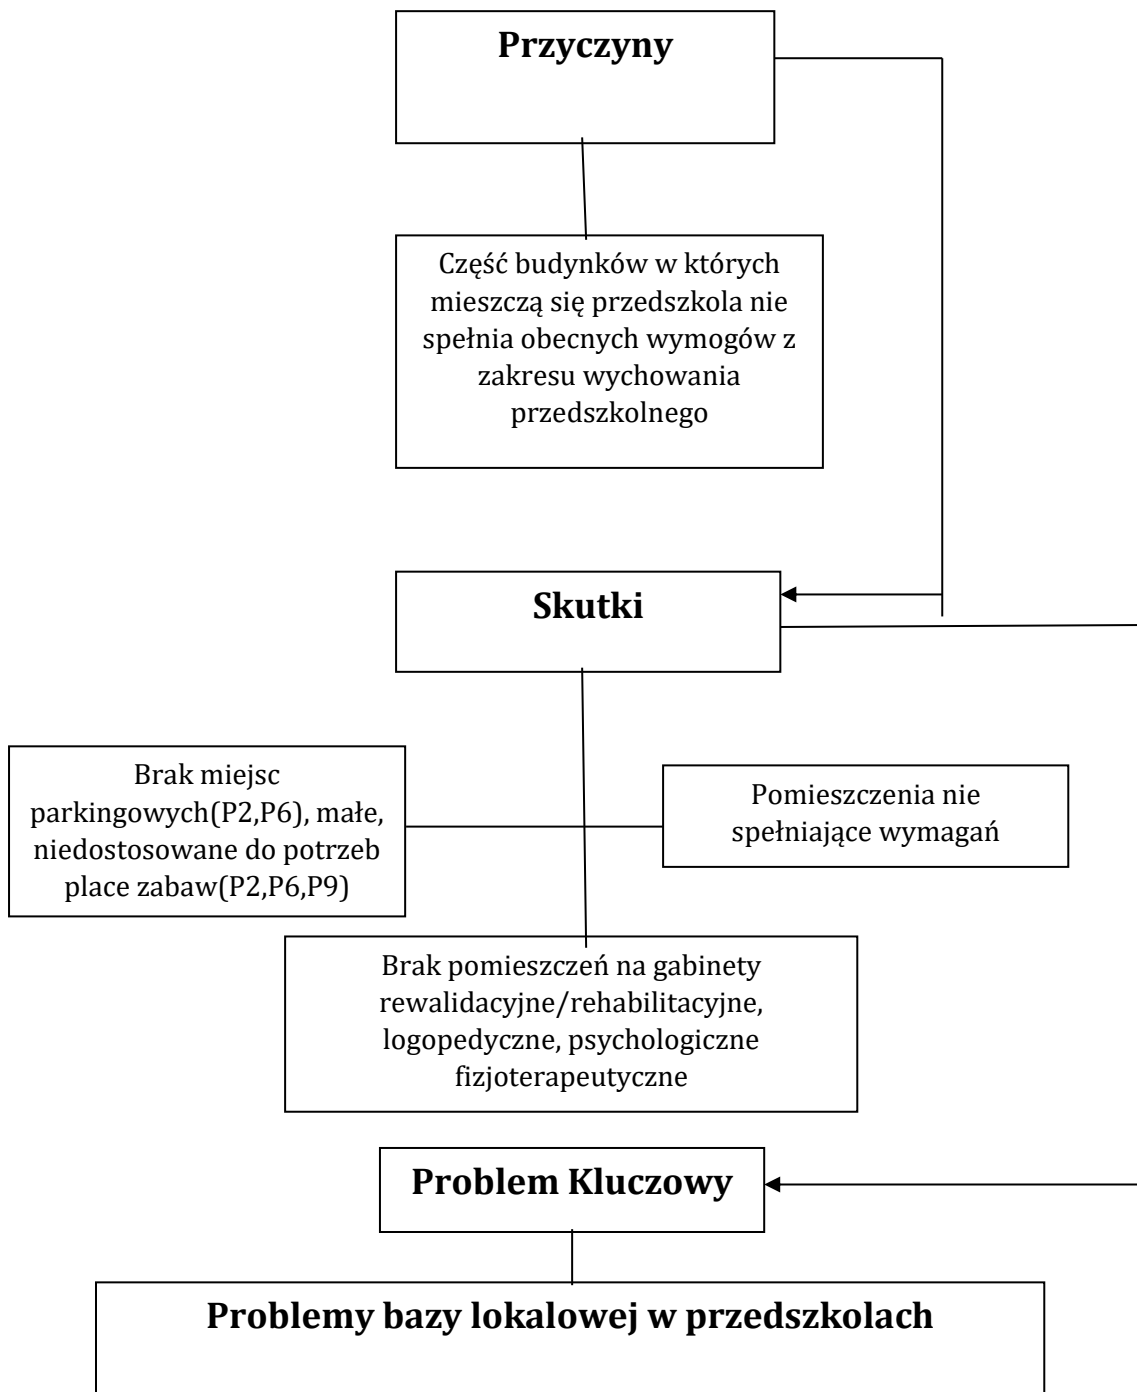 Przyczyny
Część budynków w których
mieszczą się przedszkola nie
spełnia obecnych wymogów z
zakresu wychowania
przedszkolnego
Skutki
Brak miejsc
parkingowych(P2,P6), małe,
niedostosowane do potrzeb
place zabaw(P2,P6,P9)
Pomieszczenia nie
spełniające wymagań
Brak pomieszczeń na gabinety
rewalidacyjne/rehabilitacyjne,
logopedyczne, psychologiczne
fizjoterapeutyczne
Problem Kluczowy
Problemy bazy lokalowej w przedszkolach